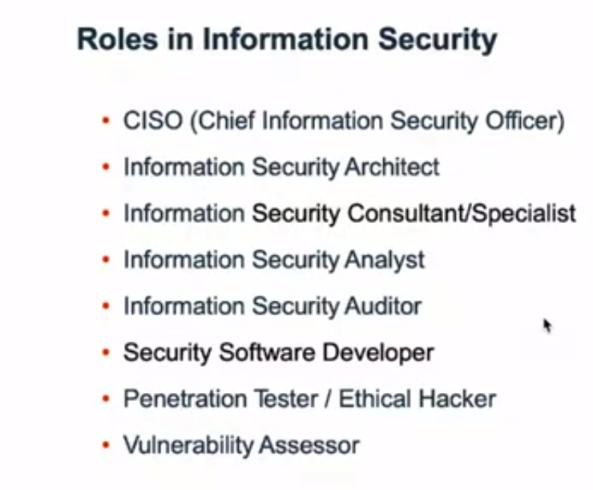 Roles in Information Security
• CISO (Chief Information Security Officer)
• Information Security Architect
• Information Security Consultant/Specialist
• Information Security Analyst
• Information Security Auditor
• Security Software Developer
• Penetration Tester / Ethical Hacker
• Vulnerability Assessor